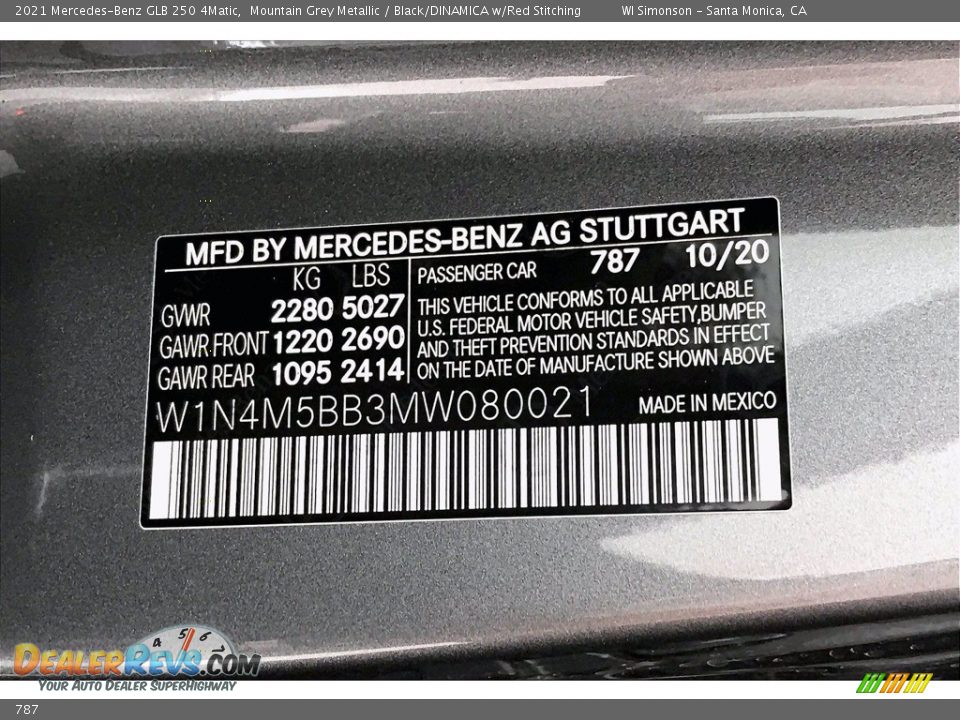 2021 Mercedes-Benz GLB 250 4Matic,  Mountain Grey Metallic / Black/DINAMICA w/Red Stitching  WI Simonson - Santa Monica, CA
MFD BY MERCEDES-BENZ AG STUTTGART
KG LBS
GVWR 2280 5027
GAWR FRONT 1220 2690
GAWR REAR 1095 2414
PASSENGER CAR 787 10/20
THIS VEHICLE CONFORMS TO ALL APPLICABLE
U.S. FEDERAL MOTOR VEHICLE SAFETY,BUMPER
AND THEFT PREVENTION STANDARDS IN EFFECT
ON THE DATE OF MANUFACTURE SHOWN ABOVE
W1N4M5BB3MW080021 MADE IN MEXICO
4 5 6
DEALERREVS.COM
YOUR AUTO DEALER SUPERHIGHWAY
787